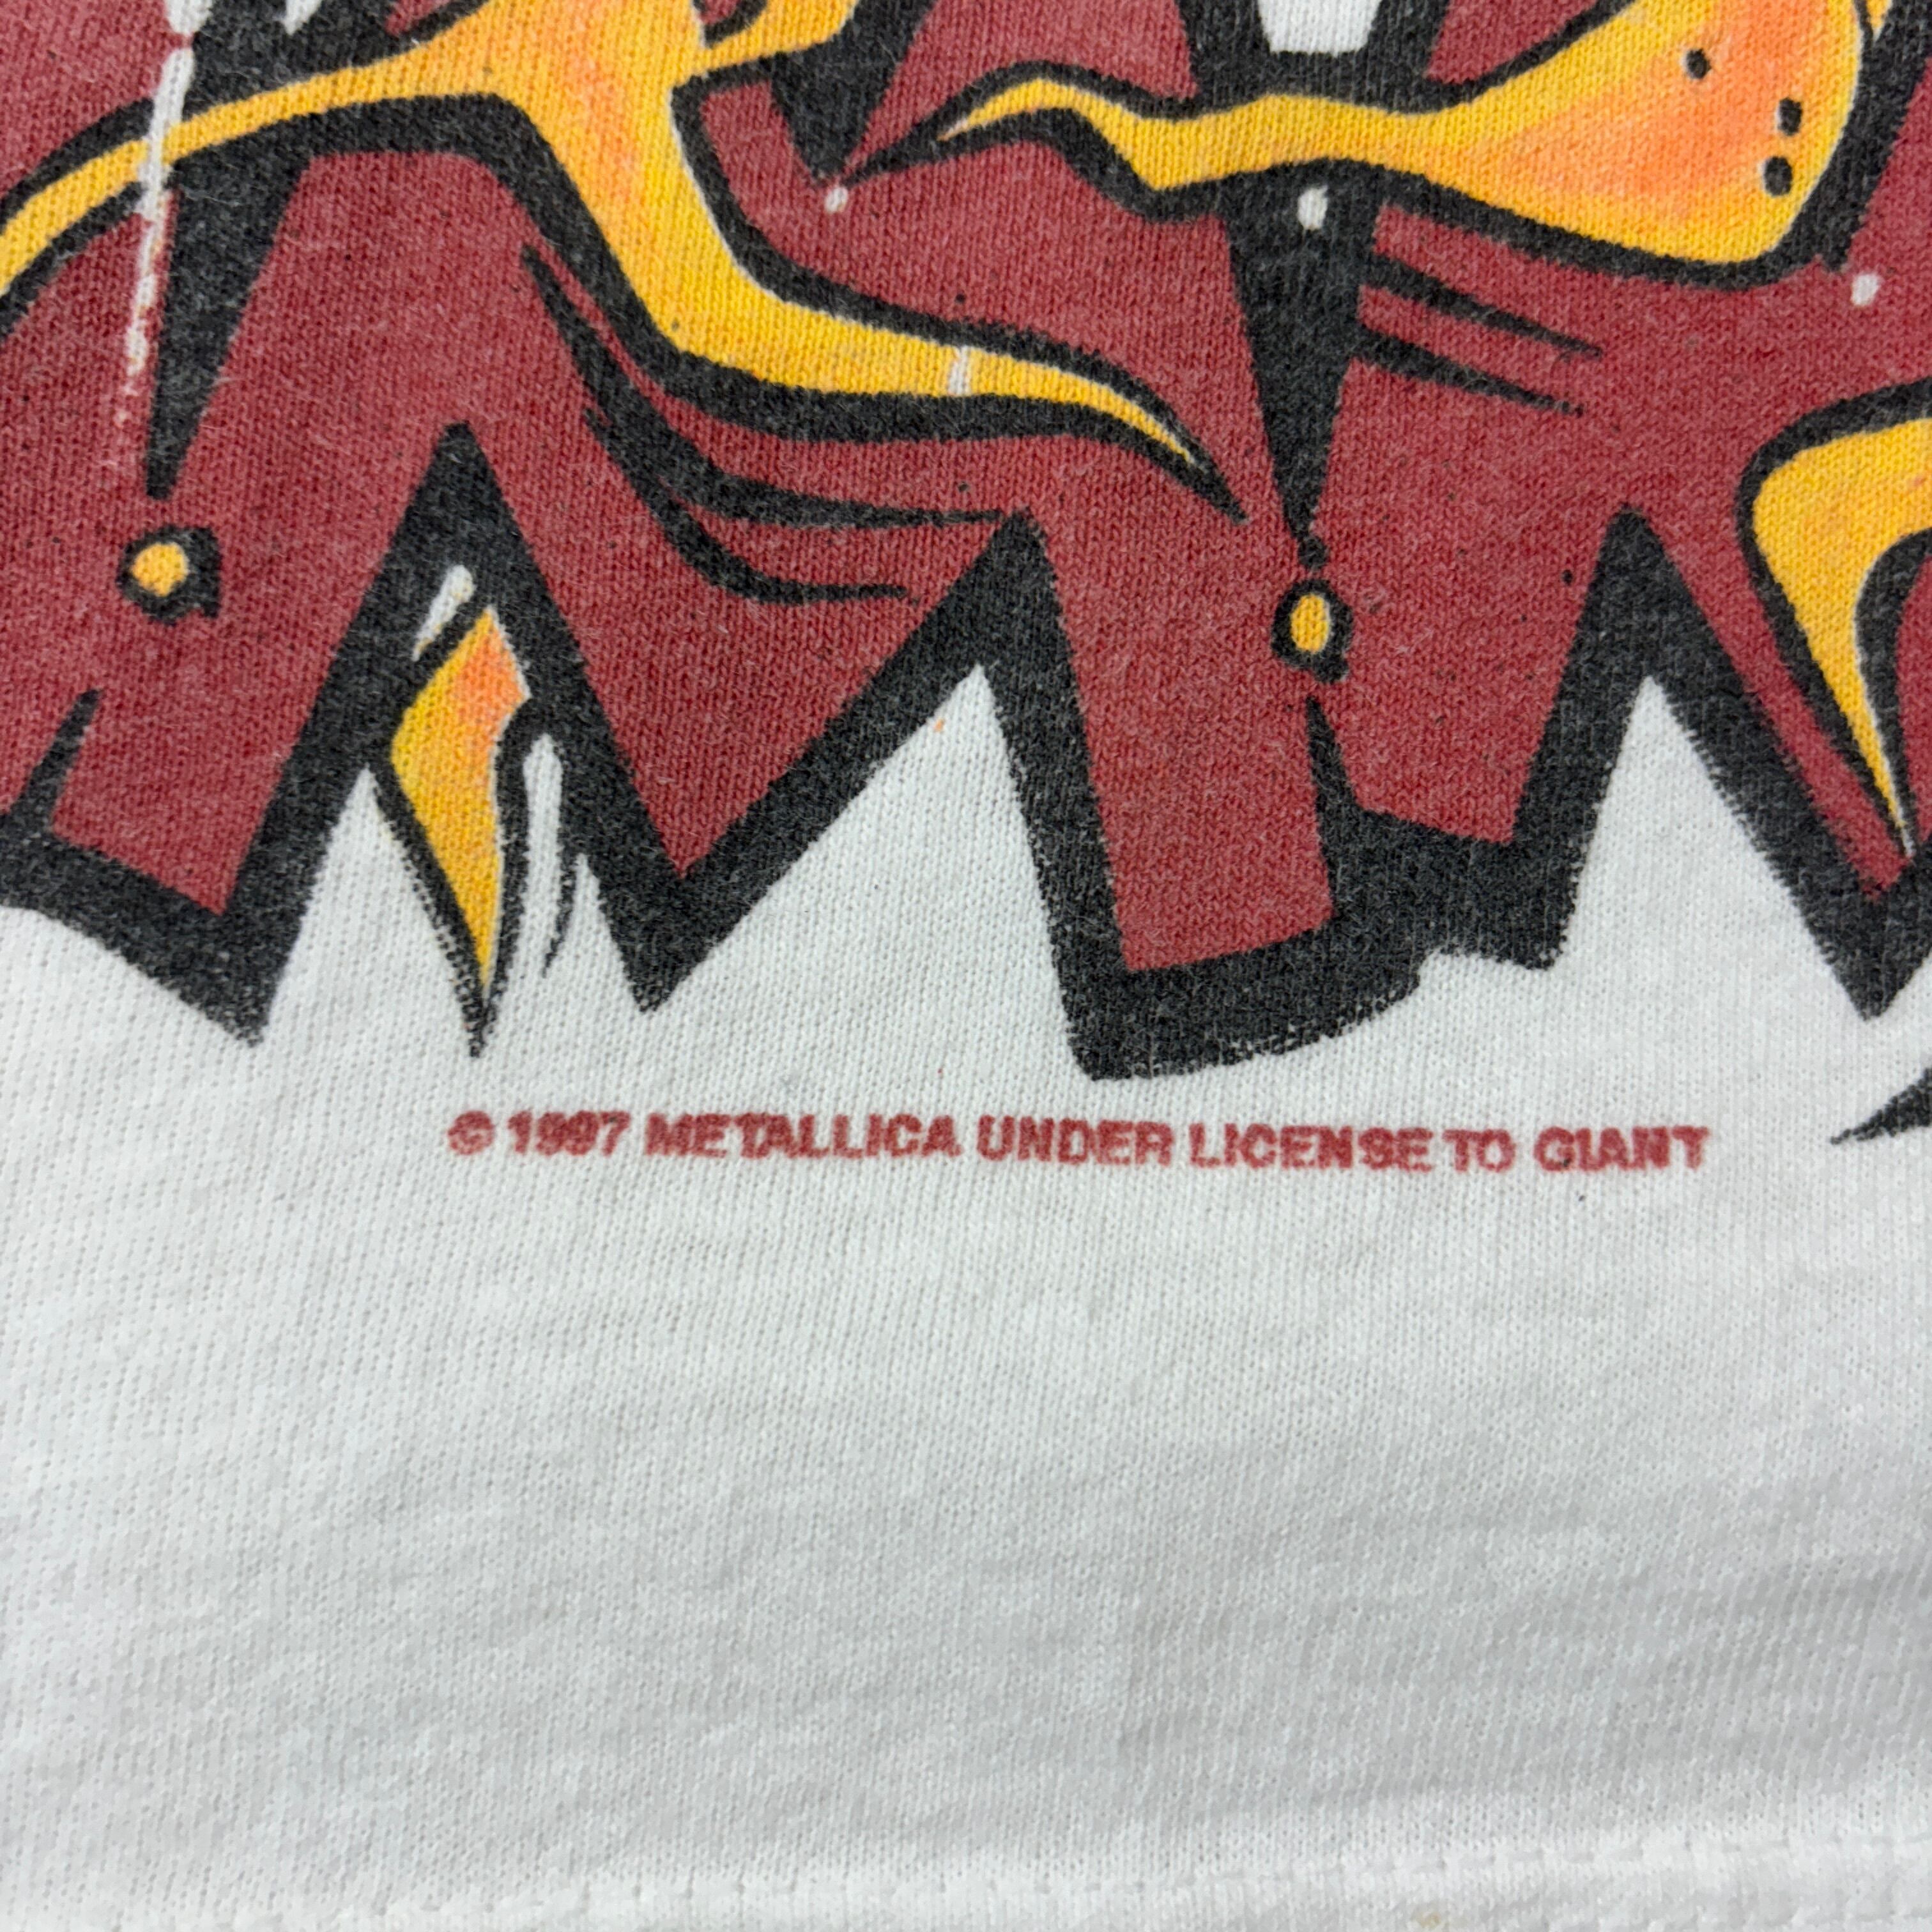 © 1997 METALLICA UNDER LICENSE TO GIANT